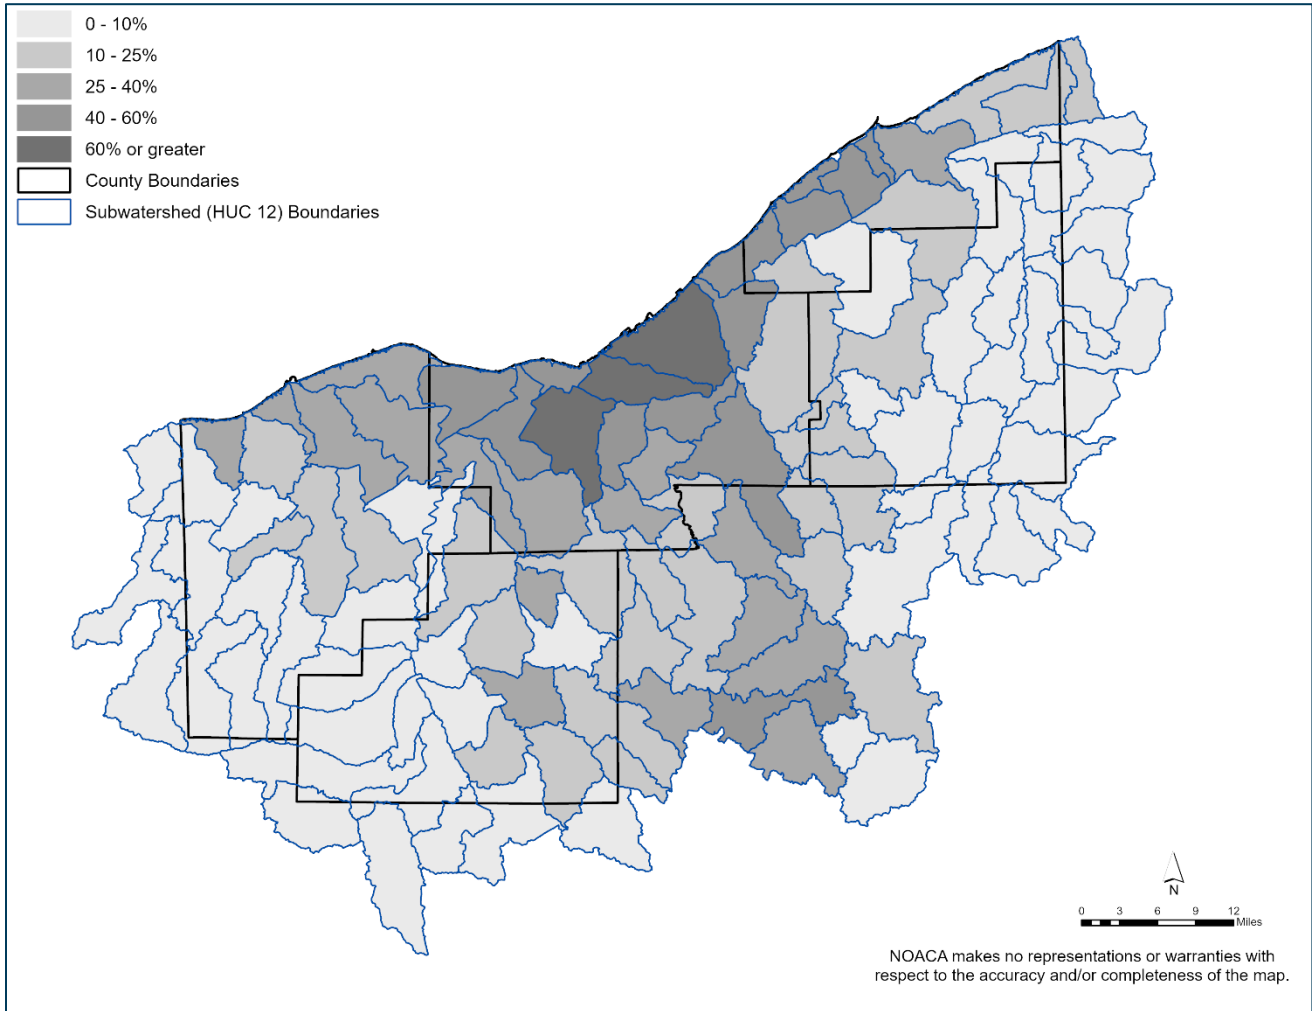 0 - 10%
10 - 25%
25 - 40%
40 - 60%
60% or greater
County Boundaries
Subwatershed (HUC 12) Boundaries
N
0 3 6 9 12
Miles
NOACA makes no representations or warranties with
respect to the accuracy and/or completeness of the map.